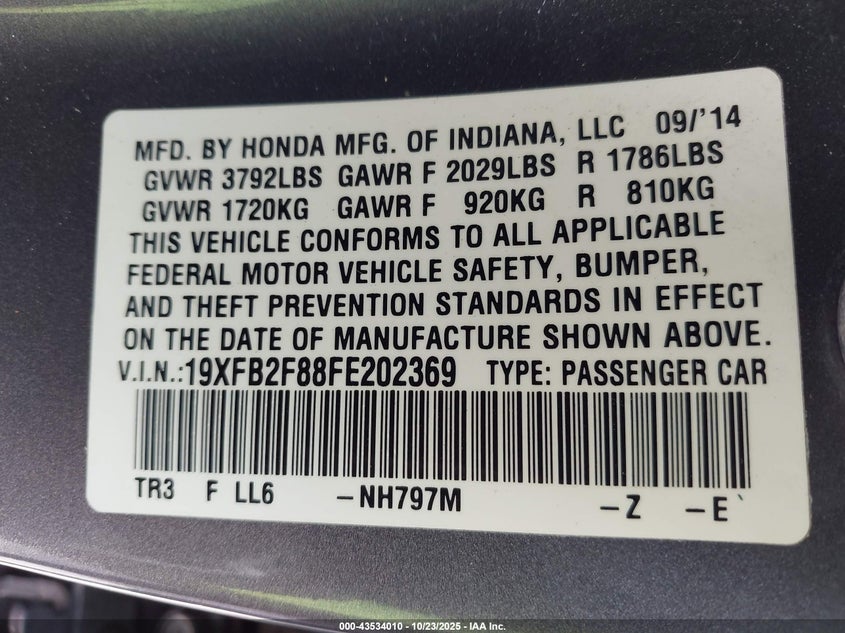 MFD. BY HONDA MFG. OF INDIANA, LLC 09/'14
GVWR 3792LBS GAWR F 2029LBS R 1786LBS
GVWR 1720KG GAWR F 920KG R 810KG
THIS VEHICLE CONFORMS TO ALL APPLICABLE
FEDERAL MOTOR VEHICLE SAFETY, BUMPER,
AND THEFT PREVENTION STANDARDS IN EFFECT
ON THE DATE OF MANUFACTURE SHOWN ABOVE.
V.I.N.:19XFB2F88FE202369 TYPE: PASSENGER CAR
TR3 F LL6 -NH797M -Z -E
000-43534010 - 10/23/2025 - IAA Inc.